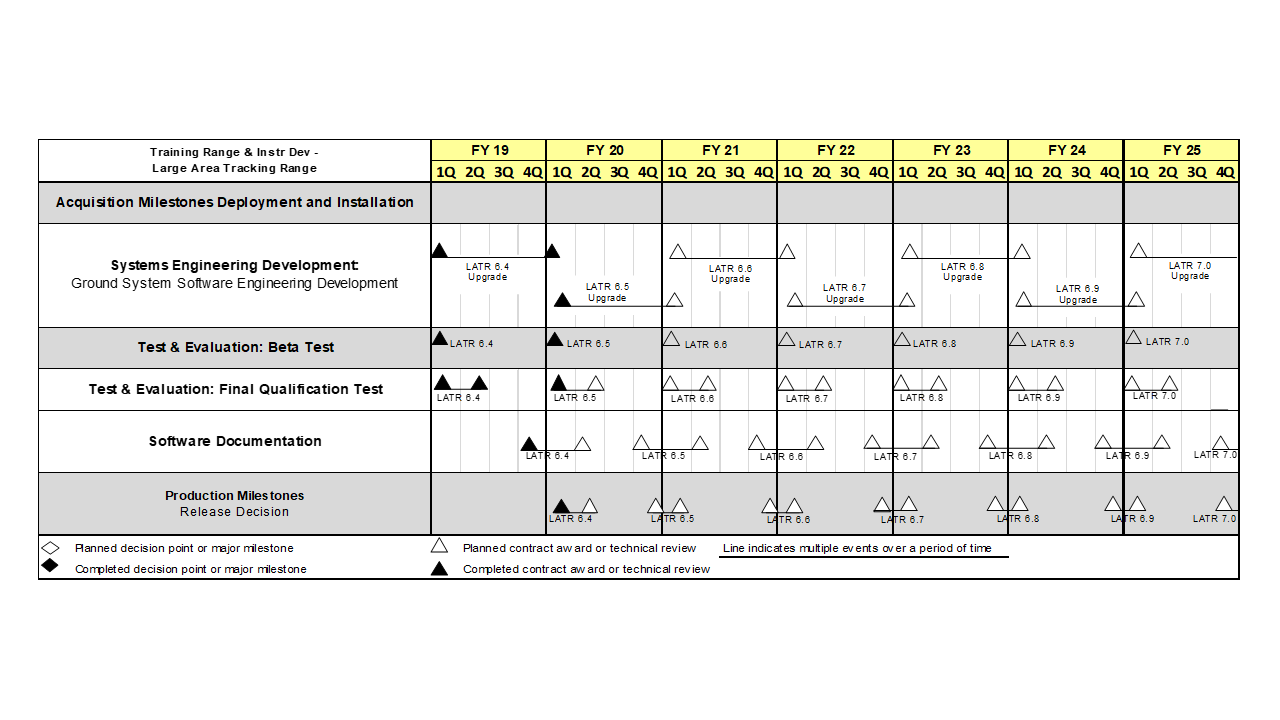 Training Range & Instr Dev -
Large Area Tracking Range
FY 19 FY 20 FY 21 FY 22 FY 23 FY 24 FY 25
1Q 2Q 3Q 4Q 1Q 2Q 3Q 4Q 1Q 2Q 3Q 4Q 1Q 2Q 3Q 4Q 1Q 2Q 3Q 4Q 1Q 2Q 3Q 4Q 1Q 2Q 3Q 4Q
Acquisition Milestones Deployment and Installation
Systems Engineering Development:
Ground System Software Engineering Development
LATR 6.4
Upgrade
LATR 6.5
Upgrade
LATR 6.6
Upgrade
LATR 6.7
Upgrade
LATR 6.8
Upgrade
LATR 6.9
Upgrade
LATR 7.0
Upgrade
Test & Evaluation: Beta Test
LATR 6.4 LATR 6.5 LATR 6.6 LATR 6.7 LATR 6.8 LATR 6.9 LATR 7.0
Test & Evaluation: Final Qualification Test
LATR 6.4 LATR 6.5 LATR 6.6 LATR 6.7 LATR 6.8 LATR 6.9 LATR 7.0
Software Documentation
LATR 6.4 LATR 6.5 LATR 6.6 LATR 6.7 LATR 6.8 LATR 6.9 LATR 7.0
Production Milestones
Release Decision
LATR 6.4 LATR 6.5 LATR 6.6 LATR 6.7 LATR 6.8 LATR 6.9 LATR 7.0
Planned decision point or major milestone
Planned contract award or technical review
Line indicates multiple events over a period of time
Completed decision point or major milestone
Completed contract award or technical review